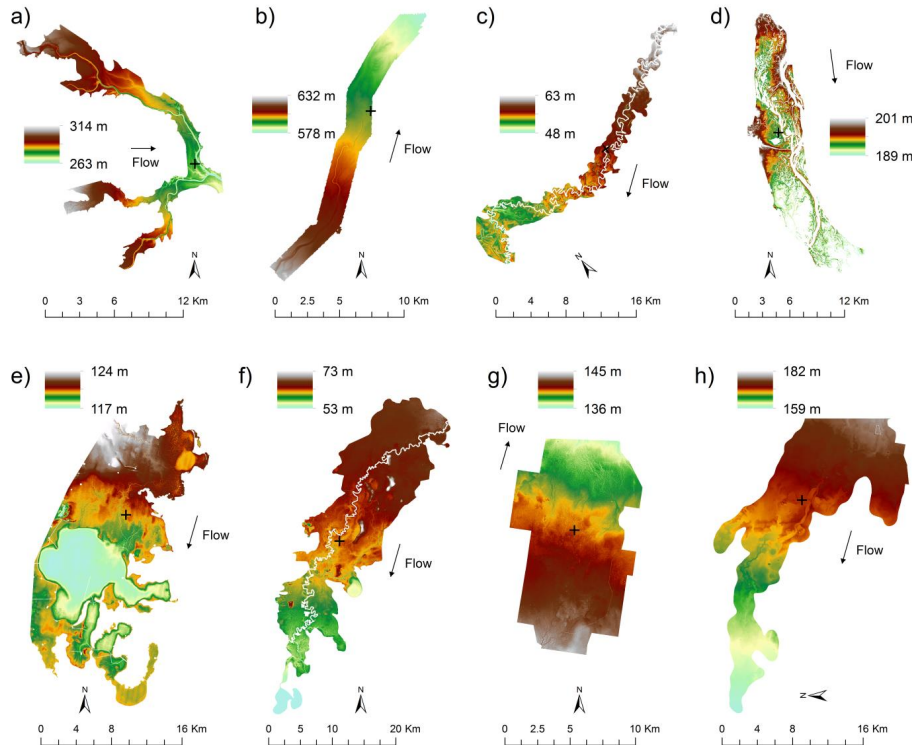 a)
314 m
263 m
Flow
N
0 3 6 12 Km
b)
632 m
578 m
Flow
N
0 2.5 5 10 Km
c)
63 m
48 m
Flow
N
0 4 8 16 Km
d)
Flow
201 m
189 m
N
0 3 6 12 Km
e)
124 m
117 m
Flow
N
0 4 8 16 Km
f)
73 m
53 m
Flow
N
0 5 10 20 Km
g)
145 m
136 m
Flow
N
0 2.5 5 10 Km
h)
182 m
159 m
Flow
N
0 4 8 16 Km